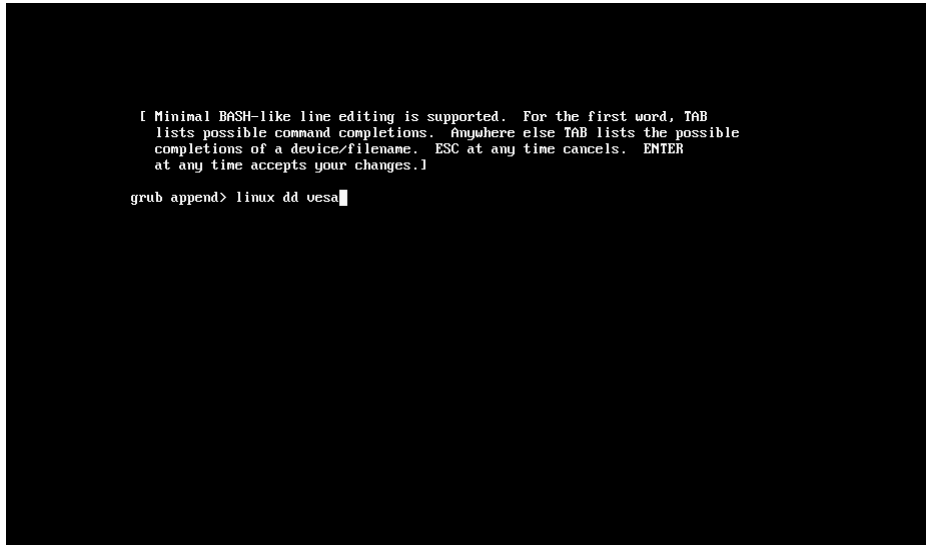 [ Minimal BASH-like line editing is supported.  For the first word, TAB
lists possible command completions.  Anywhere else TAB lists the possible
completions of a device/filename.  ESC at any time cancels.  ENTER
at any time accepts your changes.]
grub append> linux dd vesa